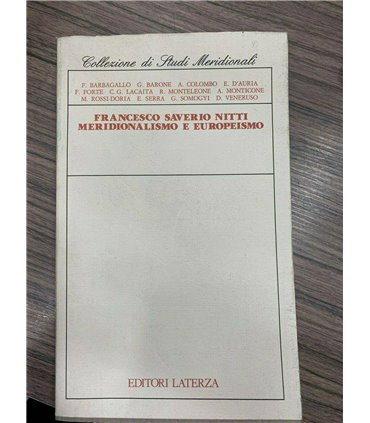 Collezione di Studi Meridionali
F. BARBAGALLO G. BARONE A. COLOMBO E. D'AURIA
F. FORTE C. G. LACAITA R. MONTELEONE A. MONTICONE
M. ROSSI-DORIA E. SERRA G. SOMOGYI D. VENERUSO
FRANCESCO SAVERIO NITTI
MERIDIONALISMO E EUROPEISMO
EDITORI LATERZA